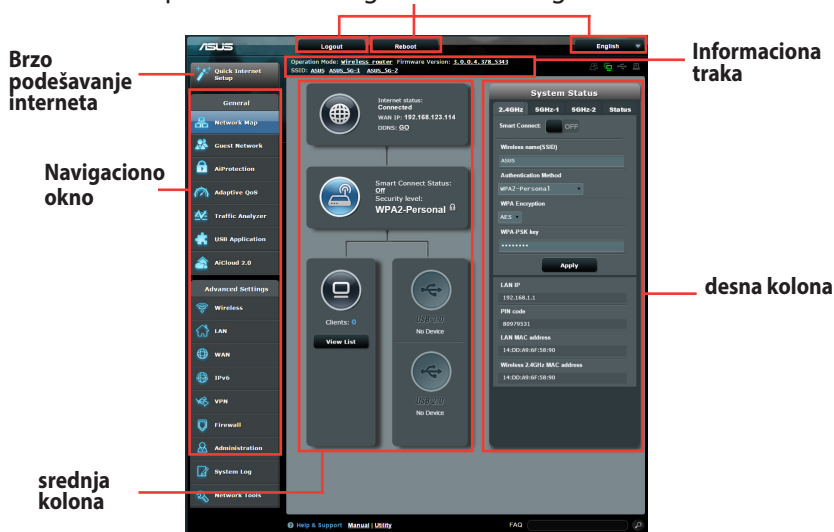 ASUS
Logout
Reboot
English
Operation Mode: Wireless router Firmware Version: 3.0.0.4.378_5343
SSID: ASUS ASUS_5G-1 ASUS_5G-2
Brzo
podešavanje
interneta
Informaciona
traka
Navigaciono
okno
desna kolona
srednja
kolona
Quick Internet
Setup
General
Network Map
Guest Network
AiProtection
Adaptive QoS
Traffic Analyzer
USB Application
AiCloud 2.0
Advanced Settings
Wireless
LAN
WAN
IPv6
VPN
Firewall
Administration
System Log
Network Tools
Internet status:
Connected
WAN IP: 192.168.123.114
DDNS: GO
Smart Connect Status:
Off
Security level:
WPA2-Personal
Clients: 0
View List
USB 3.0
No Device
USB 2.0
No Device
System Status
2.4GHz 5GHz-1 5GHz-2 Status
Smart Connect: OFF
Wireless name(SSID)
ASUS
Authentication Method
WPA2-Personal
WPA Encryption
AES
WPA-PSK key
••••••••
Apply
LAN IP
192.168.1.1
PIN code
80979531
LAN MAC address
14:DD:A9:6F:5B:90
Wireless 2.4GHz MAC address
14:DD:A9:6F:5B:90
Help & Support Manual | Utility
FAQ